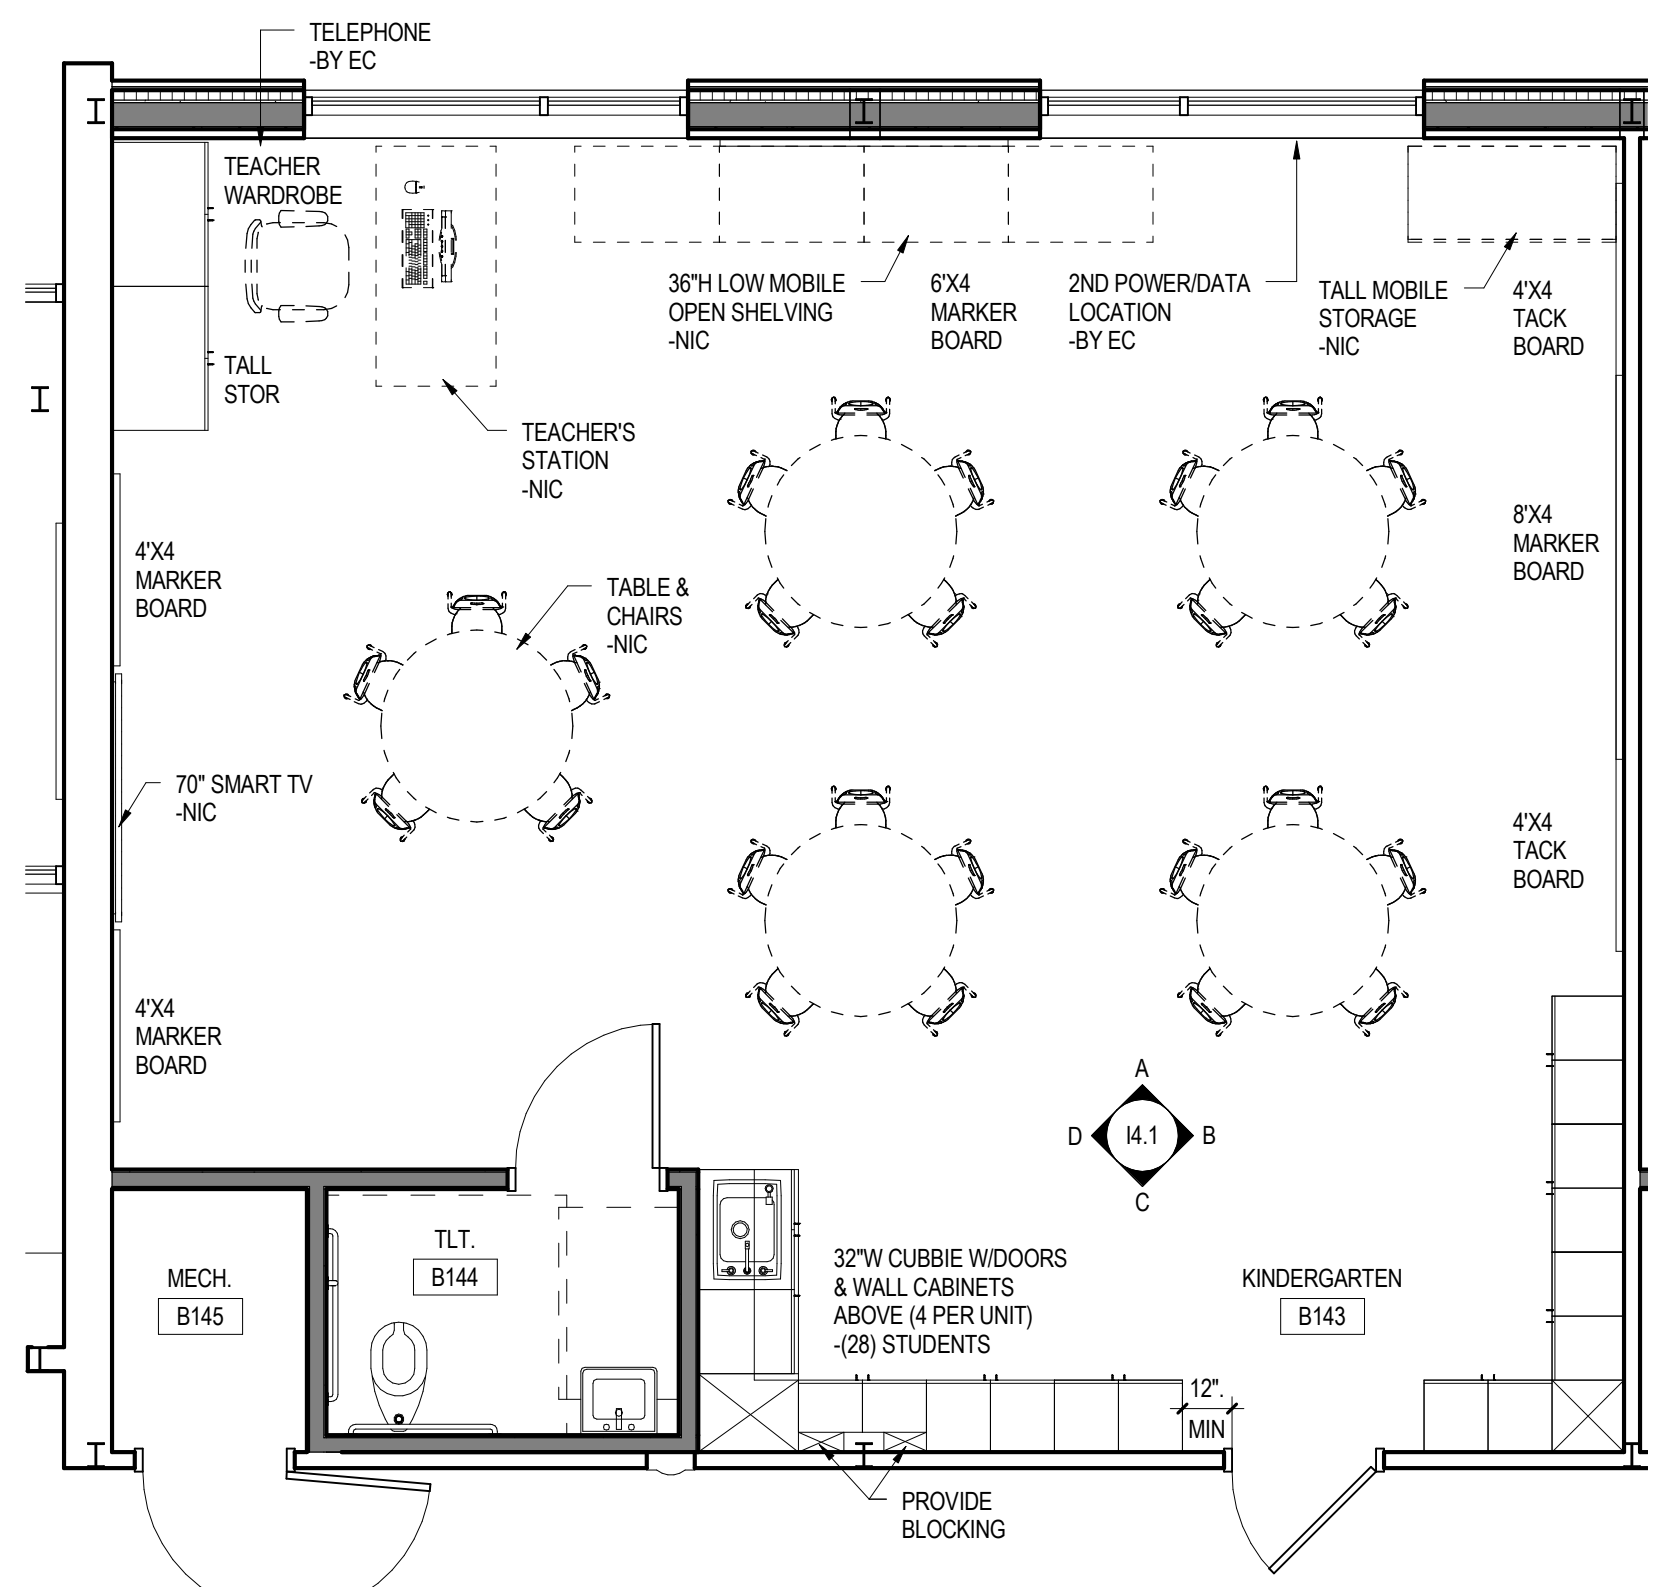 TELEPHONE
-BY EC
TEACHER
WARDROBE
TALL
STOR
TEACHER'S
STATION
-NIC
36"H LOW MOBILE
OPEN SHELVING
-NIC
6'X4
MARKER
BOARD
2ND POWER/DATA
LOCATION
-BY EC
TALL MOBILE
STORAGE
-NIC
4'X4
TACK
BOARD
4'X4
MARKER
BOARD
TABLE &
CHAIRS
-NIC
8'X4
MARKER
BOARD
70" SMART TV
-NIC
4'X4
TACK
BOARD
4'X4
MARKER
BOARD
A
D
I4.1
B
C
MECH.
B145
TLT.
B144
32"W CUBBIE W/DOORS
& WALL CABINETS
ABOVE (4 PER UNIT)
-(28) STUDENTS
KINDERGARTEN
B143
12".
MIN
PROVIDE
BLOCKING